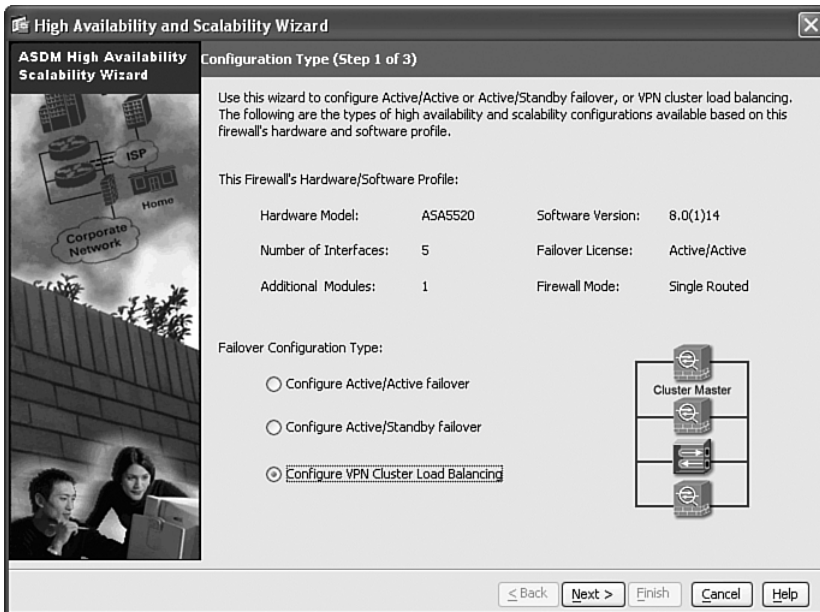 High Availability and Scalability Wizard
ASDM High Availability
Scalability Wizard
Configuration Type (Step 1 of 3)
ISP
Home
Corporate
Network
Use this wizard to configure Active/Active or Active/Standby failover, or VPN cluster load balancing.
The following are the types of high availability and scalability configurations available based on this
firewall's hardware and software profile.
This Firewall's Hardware/Software Profile:
Hardware Model: ASA5520 Software Version: 8.0(1)14
Number of Interfaces: 5 Failover License: Active/Active
Additional Modules: 1 Firewall Mode: Single Routed
Failover Configuration Type:
Configure Active/Active failover
Configure Active/Standby failover
Configure VPN Cluster Load Balancing
Cluster Master
< Back Next > Finish Cancel Help